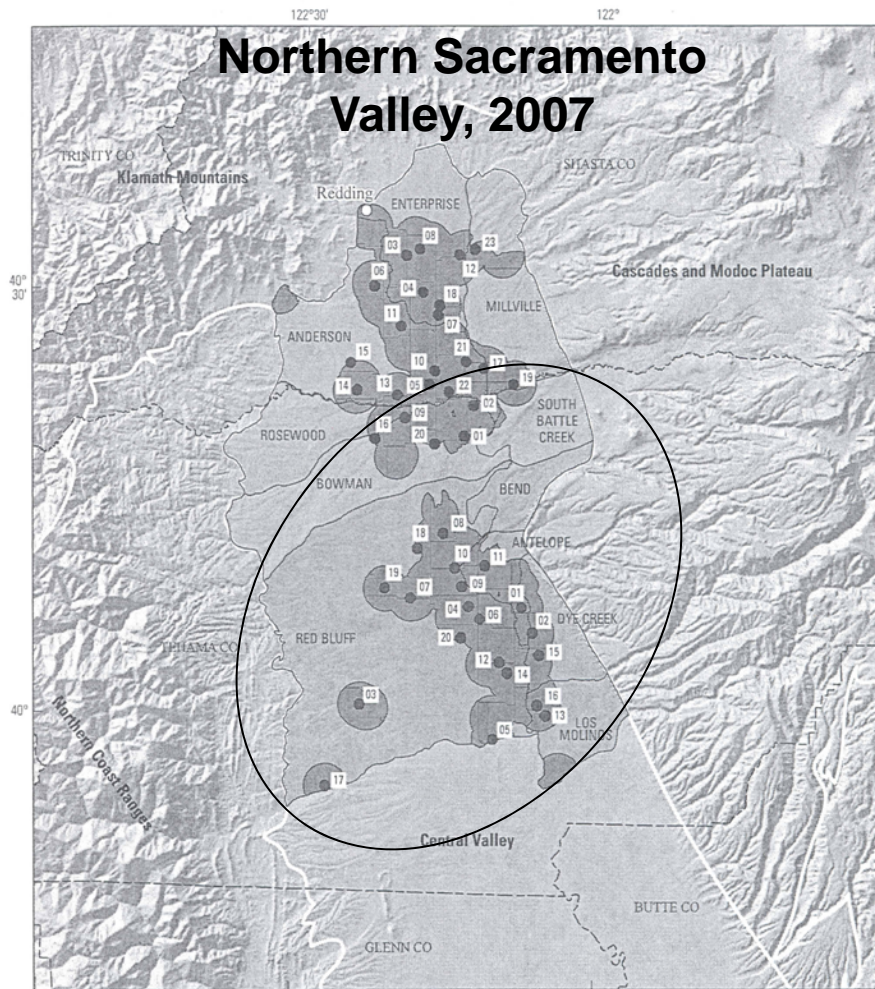 122°30'
122°
Northern Sacramento
Valley, 2007
TRINITY CO
SHASTA CO
Klamath Mountains
Redding
ENTERPRISE
08
23
03
12
40°
30'
06
04
18
Cascades and Modoc Plateau
MILLVILLE
11
07
ANDERSON
21
15
10
17
14
13
05
22
19
02
SOUTH
BATTLE
CREEK
09
16
20
01
ROSEWOOD
BOWMAN
BEND
08
18
ANTELOPE
10
11
19
07
09
01
04
06
02
DYE CREEK
RED BLUFF
20
TEHAMA CO
12
15
14
03
16
40°
13
05
LOS
MOLINOS
Northern Coast Ranges
17
Central Valley
BUTTE CO
GLENN CO